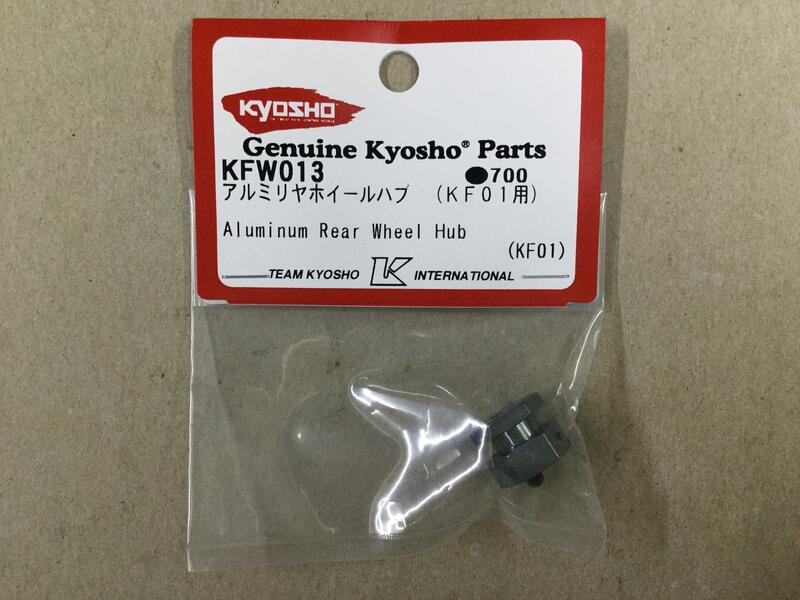 KYOSHO
Genuine Kyosho® Parts
KFW013 ●700
アルミリヤホイールハブ (KF01用)
Aluminum Rear Wheel Hub
(KF01)
TEAM KYOSHO K INTERNATIONAL